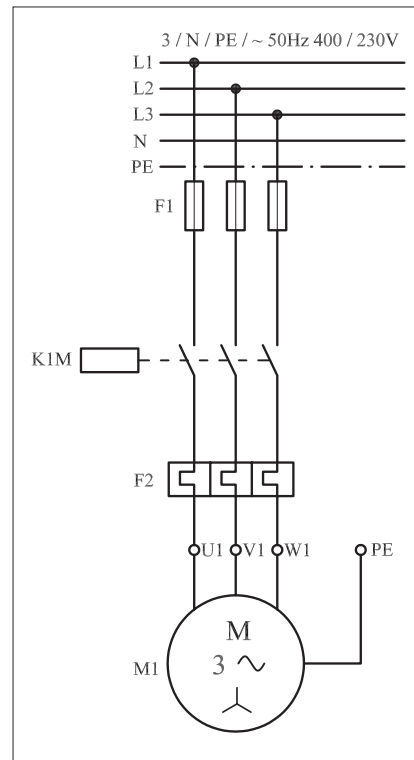 3 / N / PE / ~ 50Hz 400 / 230V
L1
L2
L3
N
PE
F1
K1M
F2
U1 V1 W1 PE
M
M1 3